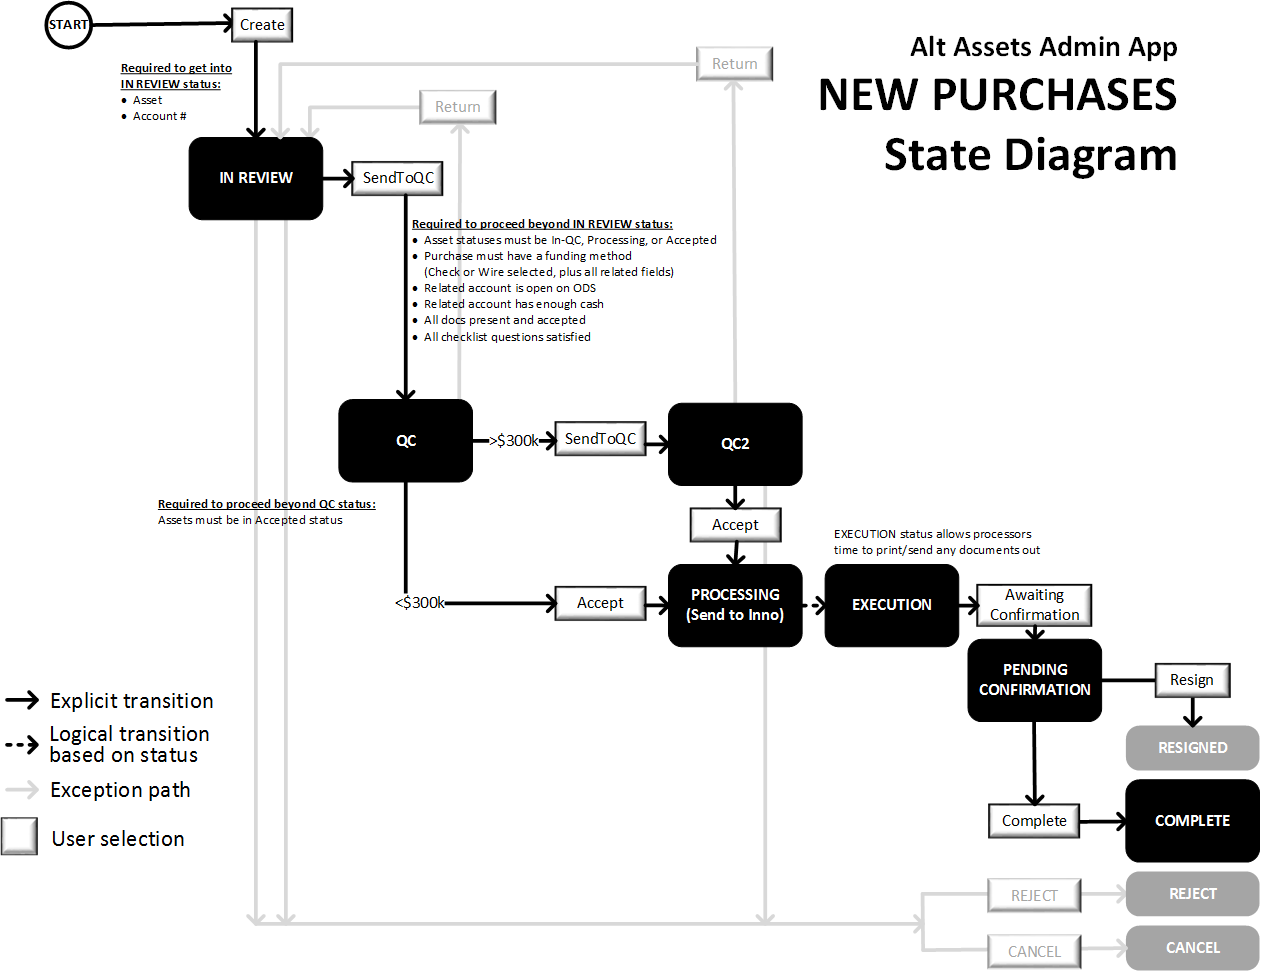 START
Create
Alt Assets Admin App
NEW PURCHASES
State Diagram
Return
Required to get into
IN REVIEW status:
• Asset
• Account #
Return
IN REVIEW
SendToQC
Required to proceed beyond IN REVIEW status:
• Asset statuses must be In-QC, Processing, or Accepted
• Purchase must have a funding method
(Check or Wire selected, plus all related fields)
• Related account is open on ODS
• Related account has enough cash
• All docs present and accepted
• All checklist questions satisfied
QC
>$300k
SendToQC
QC2
Required to proceed beyond QC status:
Assets must be in Accepted status
Accept
EXECUTION status allows processors
time to print/send any documents out
<$300k
Accept
PROCESSING
(Send to Inno)
EXECUTION
Awaiting
Confirmation
PENDING
CONFIRMATION
Resign
Explicit transition
Logical transition
based on status
Exception path
User selection
RESIGNED
Complete
COMPLETE
REJECT
REJECT
CANCEL
CANCEL